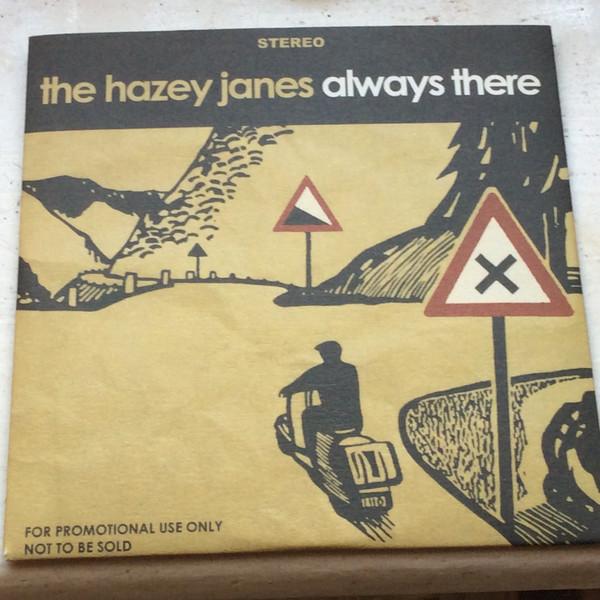 STEREO
the hazey janes always there
FOR PROMOTIONAL USE ONLY
NOT TO BE SOLD